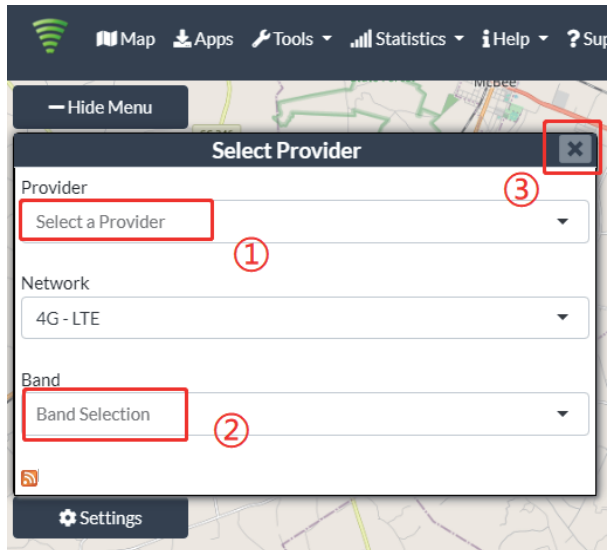 Map Apps Tools Statistics Help ? Sup
McBee
Hide Menu
Select Provider
Provider
③
Select a Provider
①
Network
4G - LTE
Band
Band Selection
②
Settings